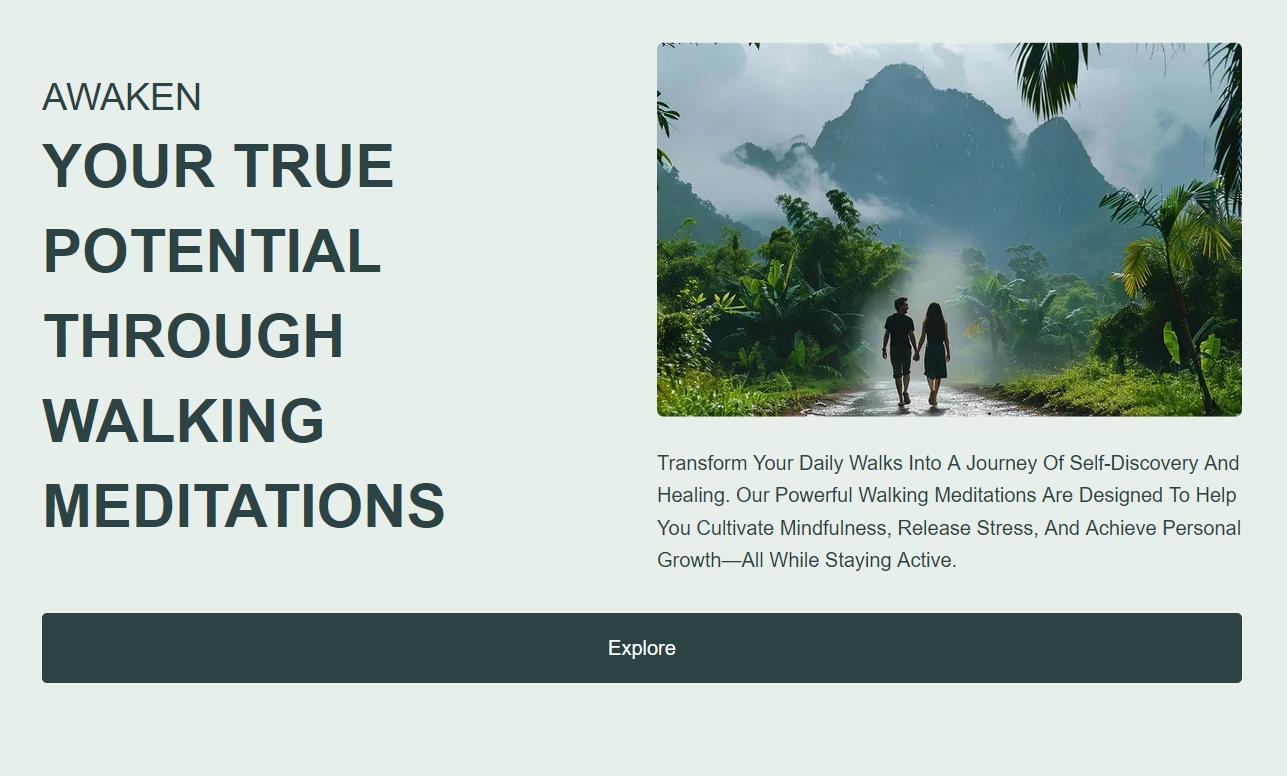 AWAKEN
YOUR TRUE
POTENTIAL
THROUGH
WALKING
MEDITATIONS
Transform Your Daily Walks Into A Journey Of Self-Discovery And
Healing. Our Powerful Walking Meditations Are Designed To Help
You Cultivate Mindfulness, Release Stress, And Achieve Personal
Growth—All While Staying Active.
Explore